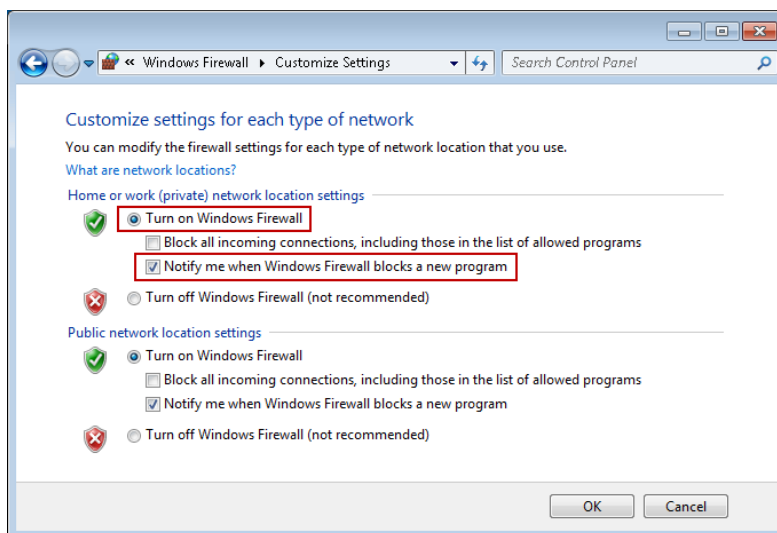 « Windows Firewall ▸ Customize Settings Search Control Panel
Customize settings for each type of network
You can modify the firewall settings for each type of network location that you use.
What are network locations?
Home or work (private) network location settings
Turn on Windows Firewall
Block all incoming connections, including those in the list of allowed programs
Notify me when Windows Firewall blocks a new program
Turn off Windows Firewall (not recommended)
Public network location settings
Turn on Windows Firewall
Block all incoming connections, including those in the list of allowed programs
Notify me when Windows Firewall blocks a new program
Turn off Windows Firewall (not recommended)
OK Cancel